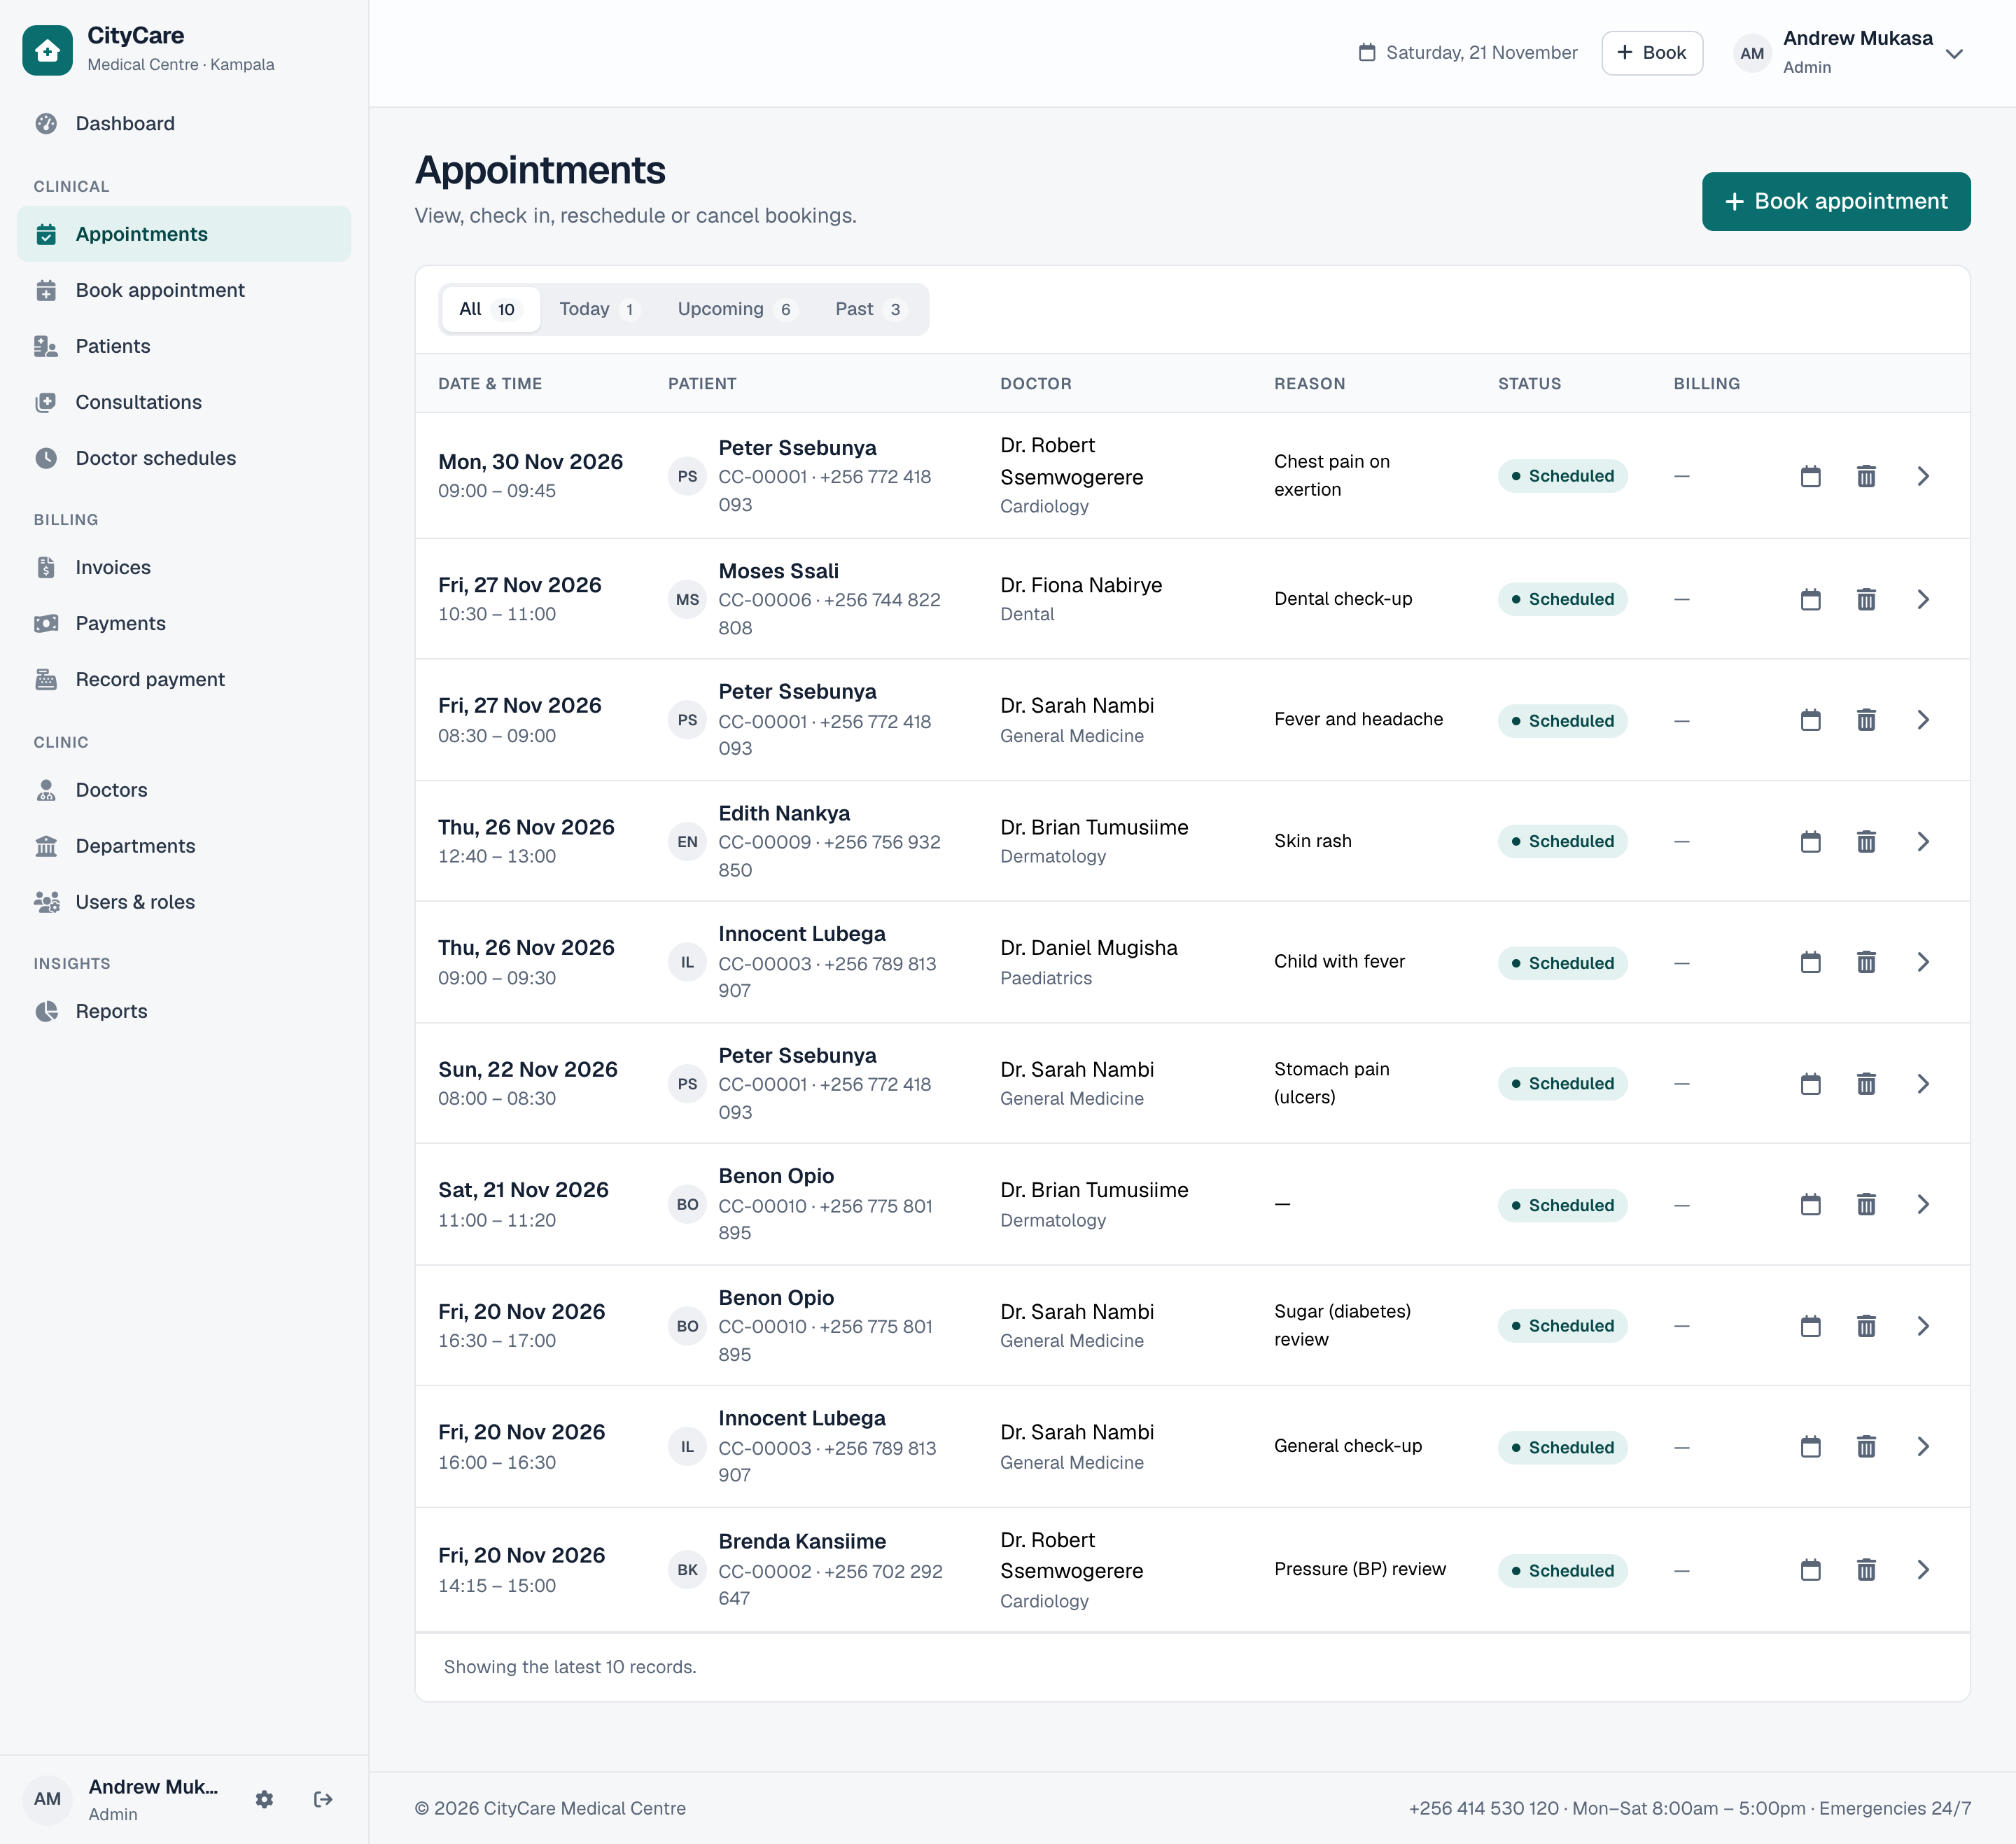 CityCare
Medical Centre · Kampala
Dashboard
CLINICAL
Appointments
Book appointment
Patients
Consultations
Doctor schedules
BILLING
Invoices
Payments
Record payment
CLINIC
Doctors
Departments
Users & roles
INSIGHTS
Reports
AM
Andrew Muk...
Admin
Saturday, 21 November
+ Book
AM
Andrew Mukasa
Admin
Appointments
View, check in, reschedule or cancel bookings.
+ Book appointment
All 10 Today 1 Upcoming 6 Past 3
DATE & TIME PATIENT DOCTOR REASON STATUS BILLING
Mon, 30 Nov 2026
09:00 – 09:45
PS
Peter Ssebunya
CC-00001 · +256 772 418
093
Dr. Robert
Ssemwogerere
Cardiology
Chest pain on
exertion
Scheduled
—
Fri, 27 Nov 2026
10:30 – 11:00
MS
Moses Ssali
CC-00006 · +256 744 822
808
Dr. Fiona Nabirye
Dental
Dental check-up
Scheduled
—
Fri, 27 Nov 2026
08:30 – 09:00
PS
Peter Ssebunya
CC-00001 · +256 772 418
093
Dr. Sarah Nambi
General Medicine
Fever and headache
Scheduled
—
Thu, 26 Nov 2026
12:40 – 13:00
EN
Edith Nankya
CC-00009 · +256 756 932
850
Dr. Brian Tumusiime
Dermatology
Skin rash
Scheduled
—
Thu, 26 Nov 2026
09:00 – 09:30
IL
Innocent Lubega
CC-00003 · +256 789 813
907
Dr. Daniel Mugisha
Paediatrics
Child with fever
Scheduled
—
Sun, 22 Nov 2026
08:00 – 08:30
PS
Peter Ssebunya
CC-00001 · +256 772 418
093
Dr. Sarah Nambi
General Medicine
Stomach pain
(ulcers)
Scheduled
—
Sat, 21 Nov 2026
11:00 – 11:20
BO
Benon Opio
CC-00010 · +256 775 801
895
Dr. Brian Tumusiime
Dermatology
—
Scheduled
—
Fri, 20 Nov 2026
16:30 – 17:00
BO
Benon Opio
CC-00010 · +256 775 801
895
Dr. Sarah Nambi
General Medicine
Sugar (diabetes)
review
Scheduled
—
Fri, 20 Nov 2026
16:00 – 16:30
IL
Innocent Lubega
CC-00003 · +256 789 813
907
Dr. Sarah Nambi
General Medicine
General check-up
Scheduled
—
Fri, 20 Nov 2026
14:15 – 15:00
BK
Brenda Kansiime
CC-00002 · +256 702 292
647
Dr. Robert
Ssemwogerere
Cardiology
Pressure (BP) review
Scheduled
—
Showing the latest 10 records.
© 2026 CityCare Medical Centre
+256 414 530 120 · Mon–Sat 8:00am – 5:00pm · Emergencies 24/7